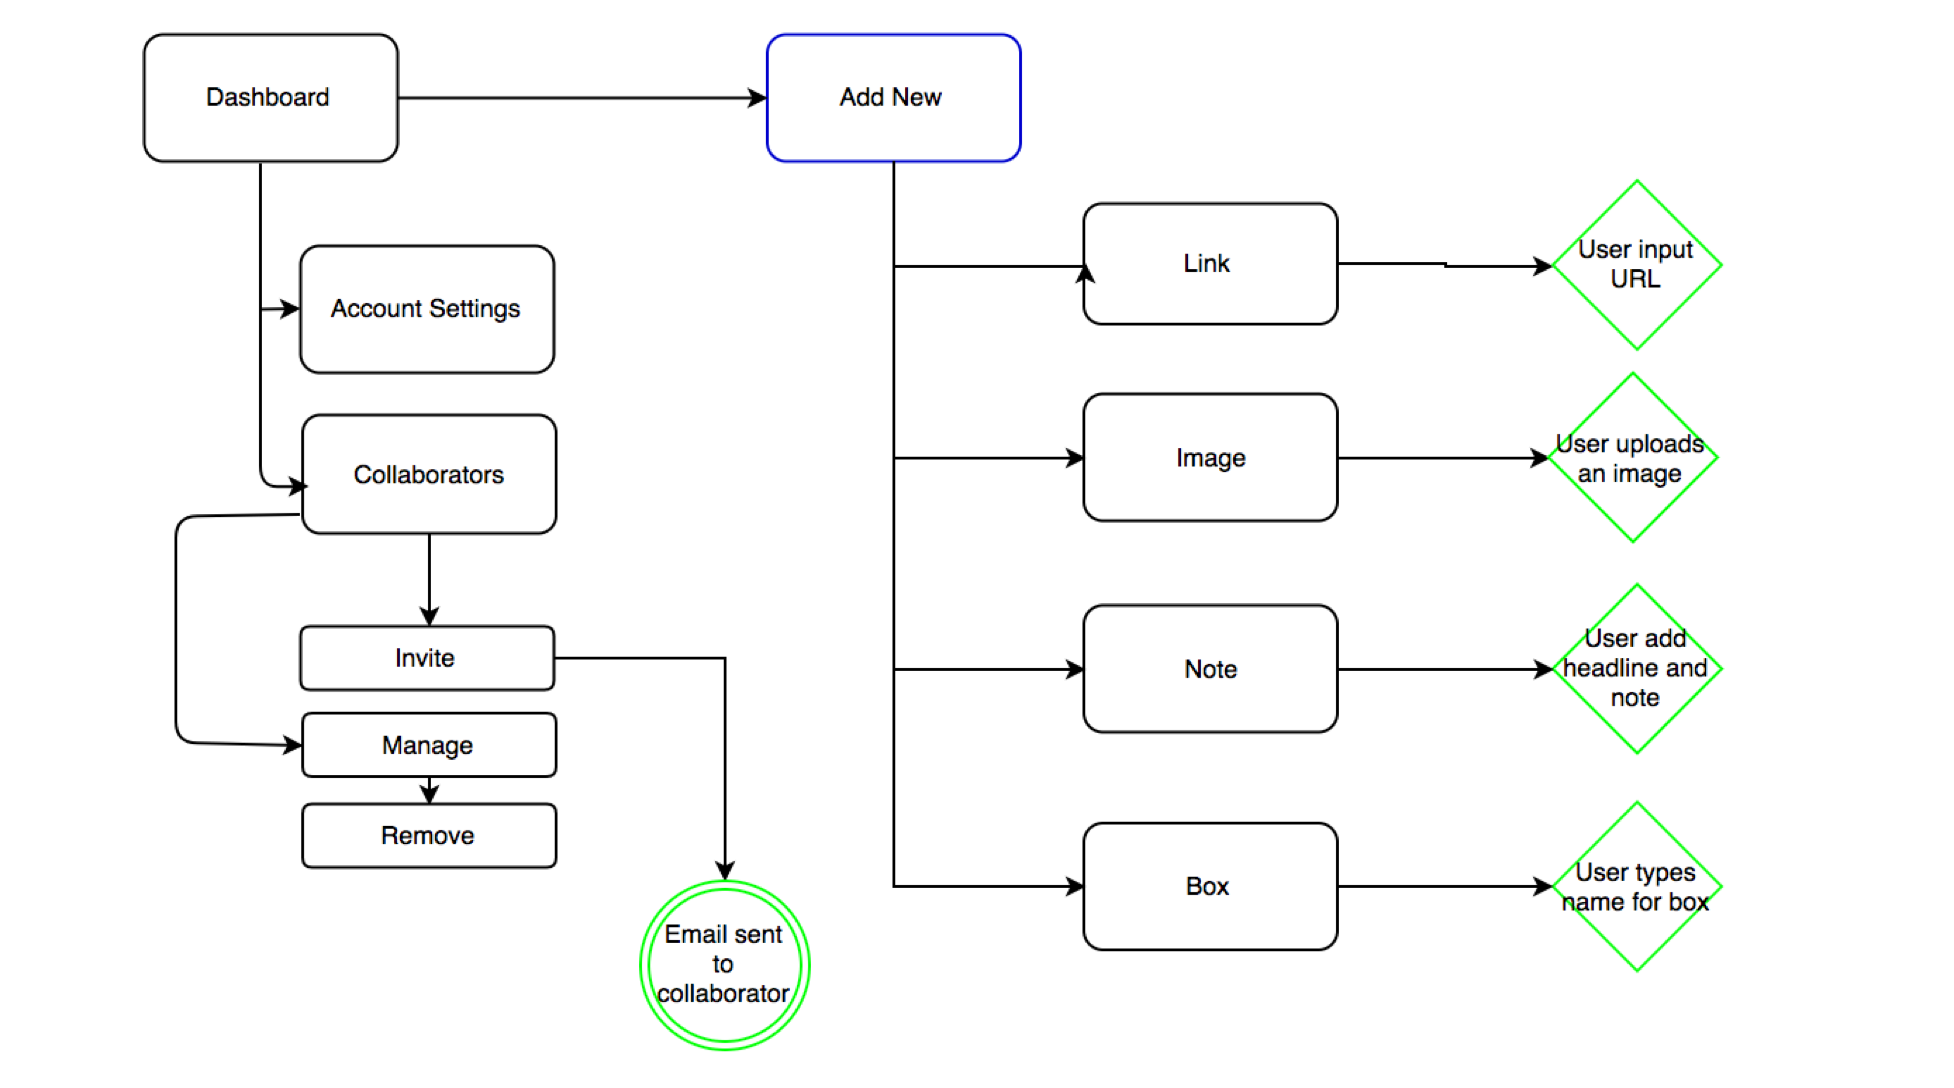 Dashboard
Add New
Account Settings
Collaborators
Invite
Manage
Remove
Email sent
to
collaborator
Link
User input
URL
Image
User uploads
an image
Note
User add
headline and
note
Box
User types
name for box